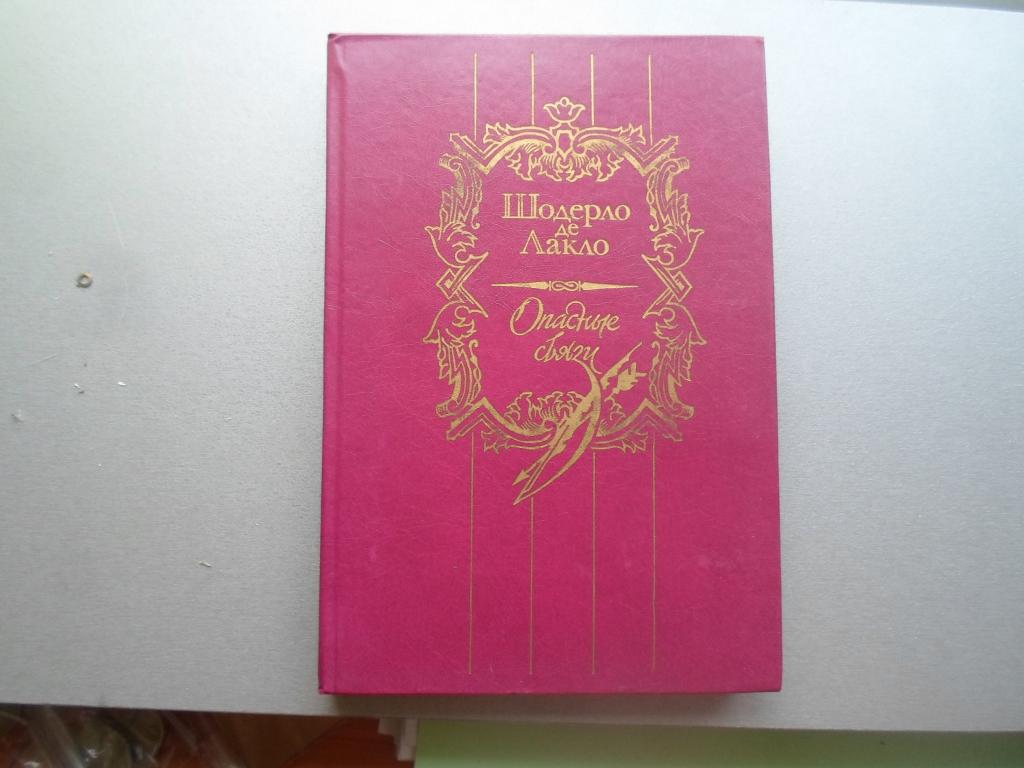 Шодерло
де
Лакло
Опасные
связи